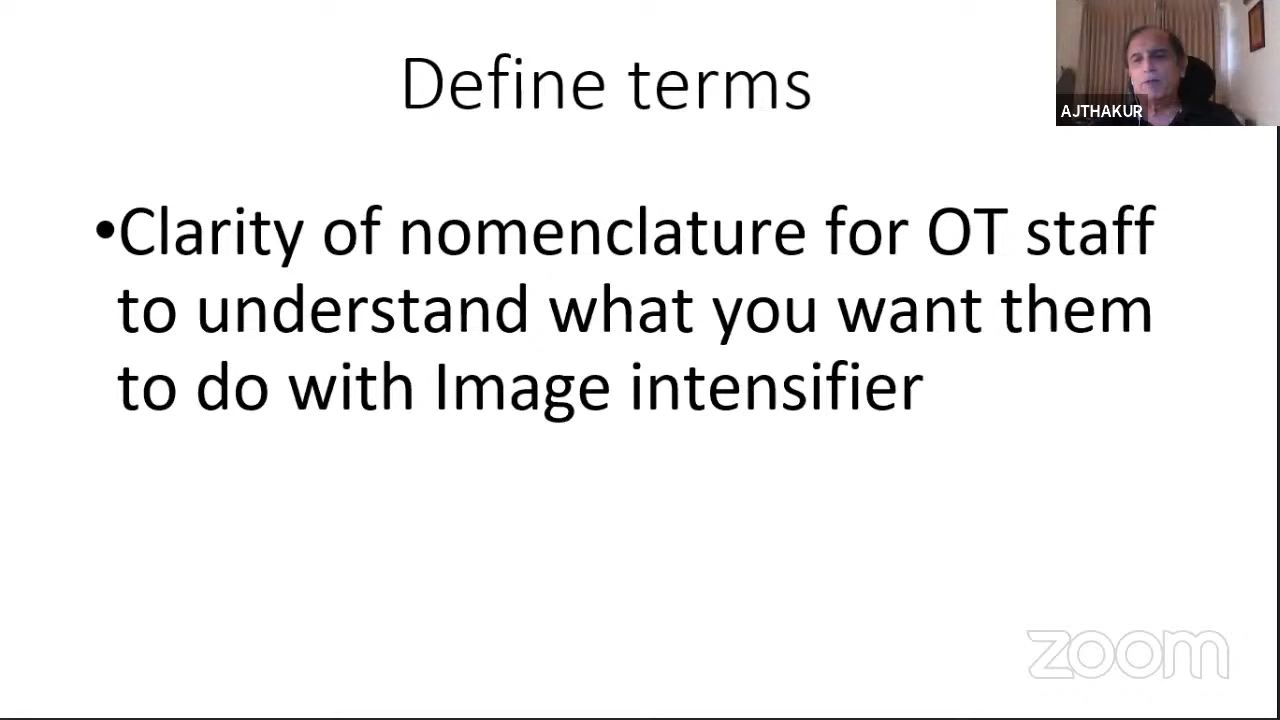 Define terms
AJTHAKUR
•Clarity of nomenclature for OT staff
to understand what you want them
to do with Image intensifier
zoom